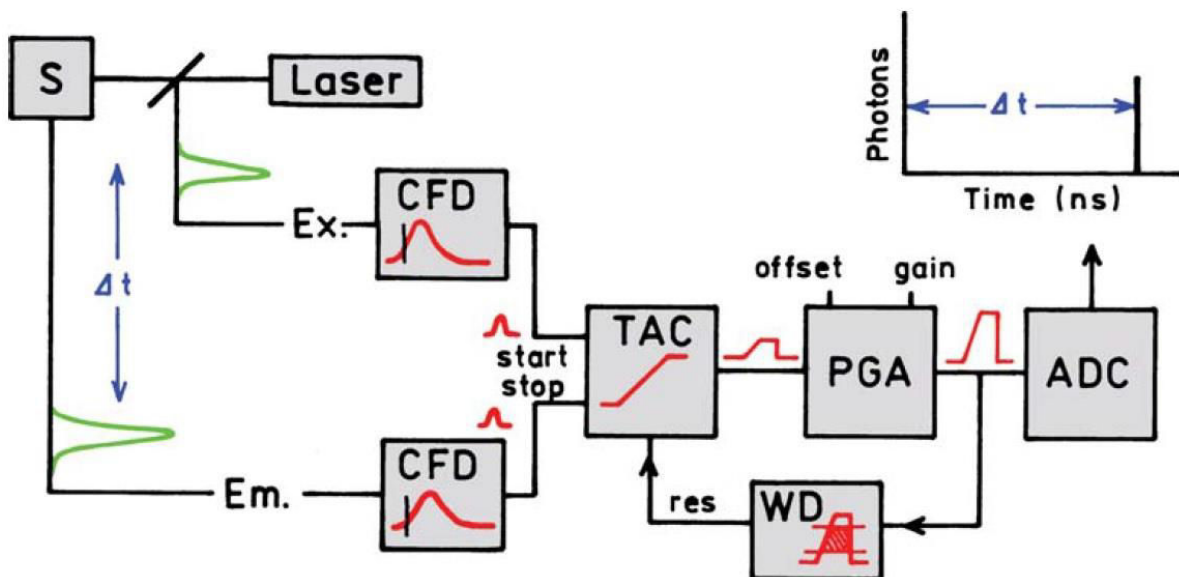 S
Laser
Δt
Ex.
CFD
Em.
CFD
start
stop
TAC
offset
gain
PGA
ADC
res
WD
Photons
Δt
Time (ns)